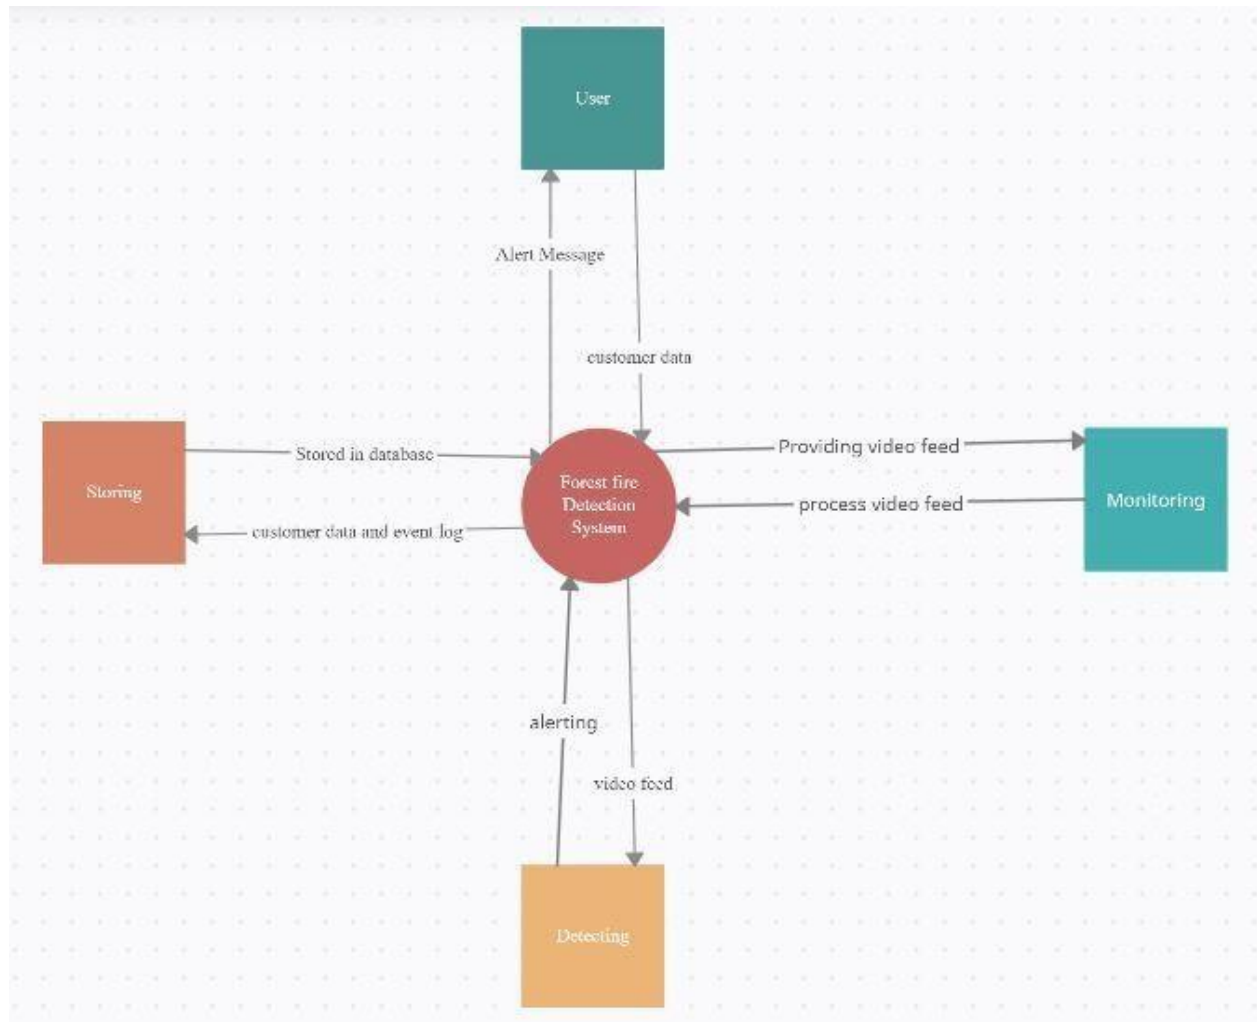 User
Alert Message
customer data
Stored in database
Providing video feed
Storing
Forest fire
Detection
System
process video feed
Monitoring
customer data and event log
alerting
video feed
Detecting